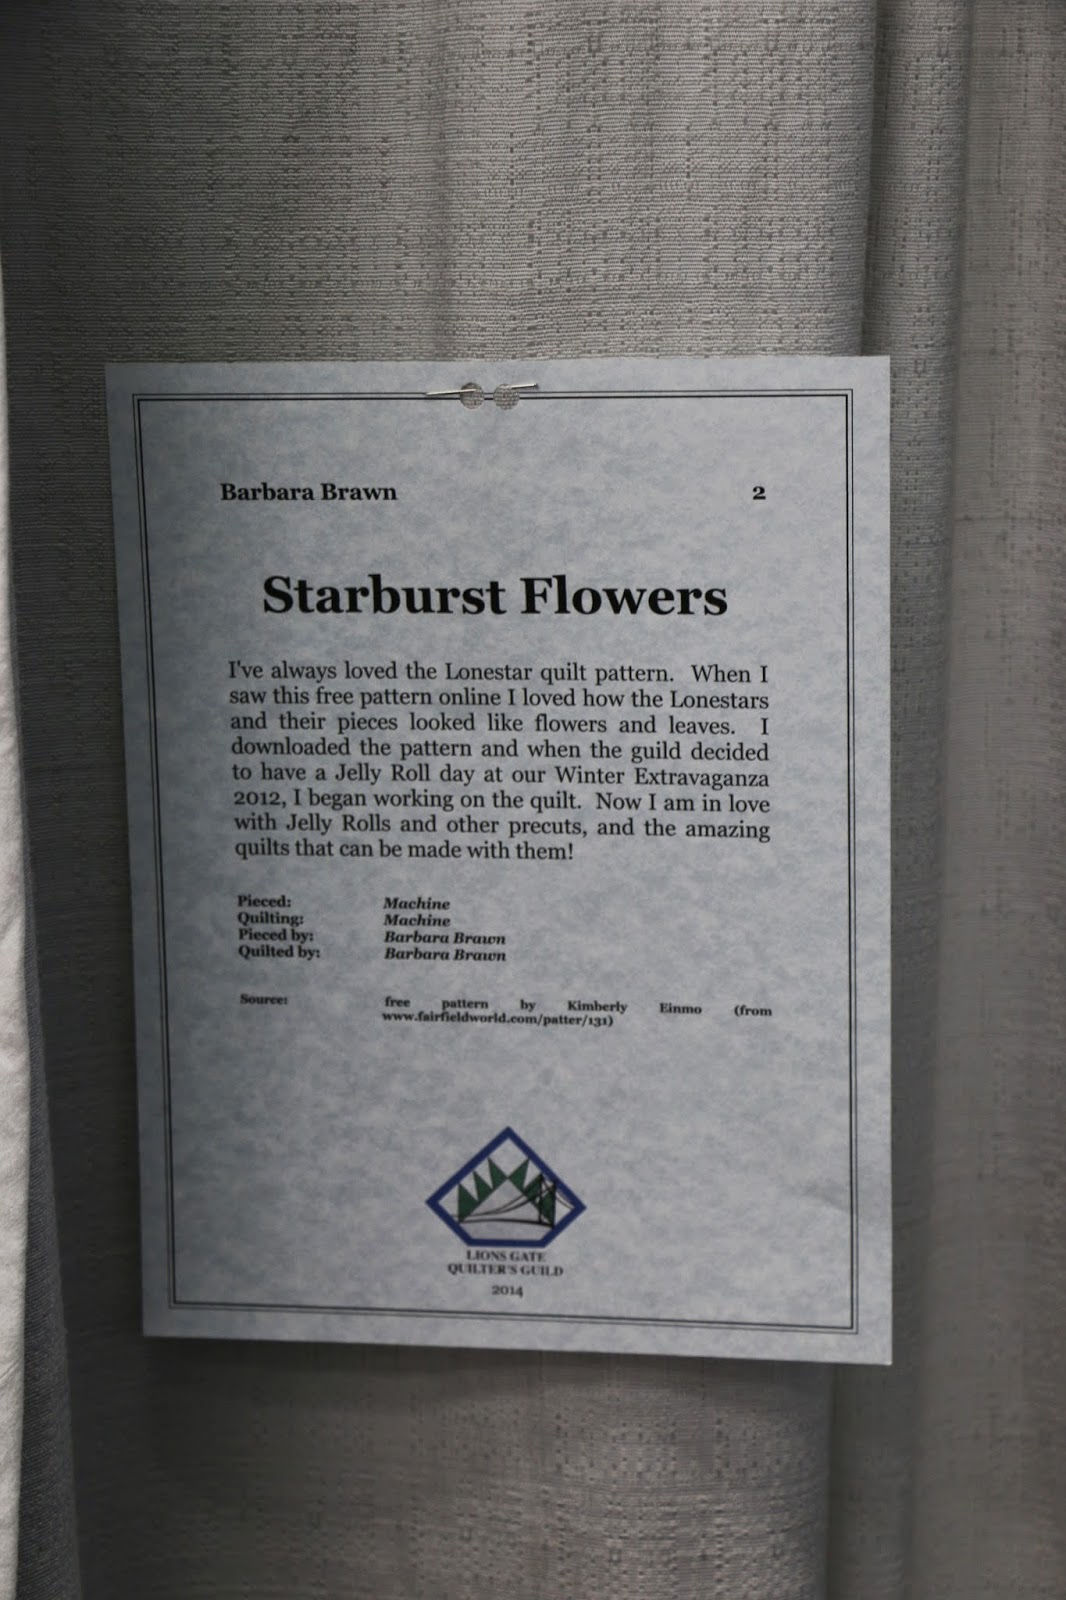 Barbara Brawn 2
Starburst Flowers
I've always loved the Lonestar quilt pattern. When I
saw this free pattern online I loved how the Lonestars
and their pieces looked like flowers and leaves. I
downloaded the pattern and when the guild decided
to have a Jelly Roll day at our Winter Extravaganza
2012, I began working on the quilt. Now I am in love
with Jelly Rolls and other precuts, and the amazing
quilts that can be made with them!
Pieced: Machine
Quilting: Machine
Pieced by: Barbara Brawn
Quilted by: Barbara Brawn
Source: free pattern by Kimberly Einmo (from
www.fairfieldworld.com/patter/131)
LIONS GATE
QUILTER'S GUILD
2014